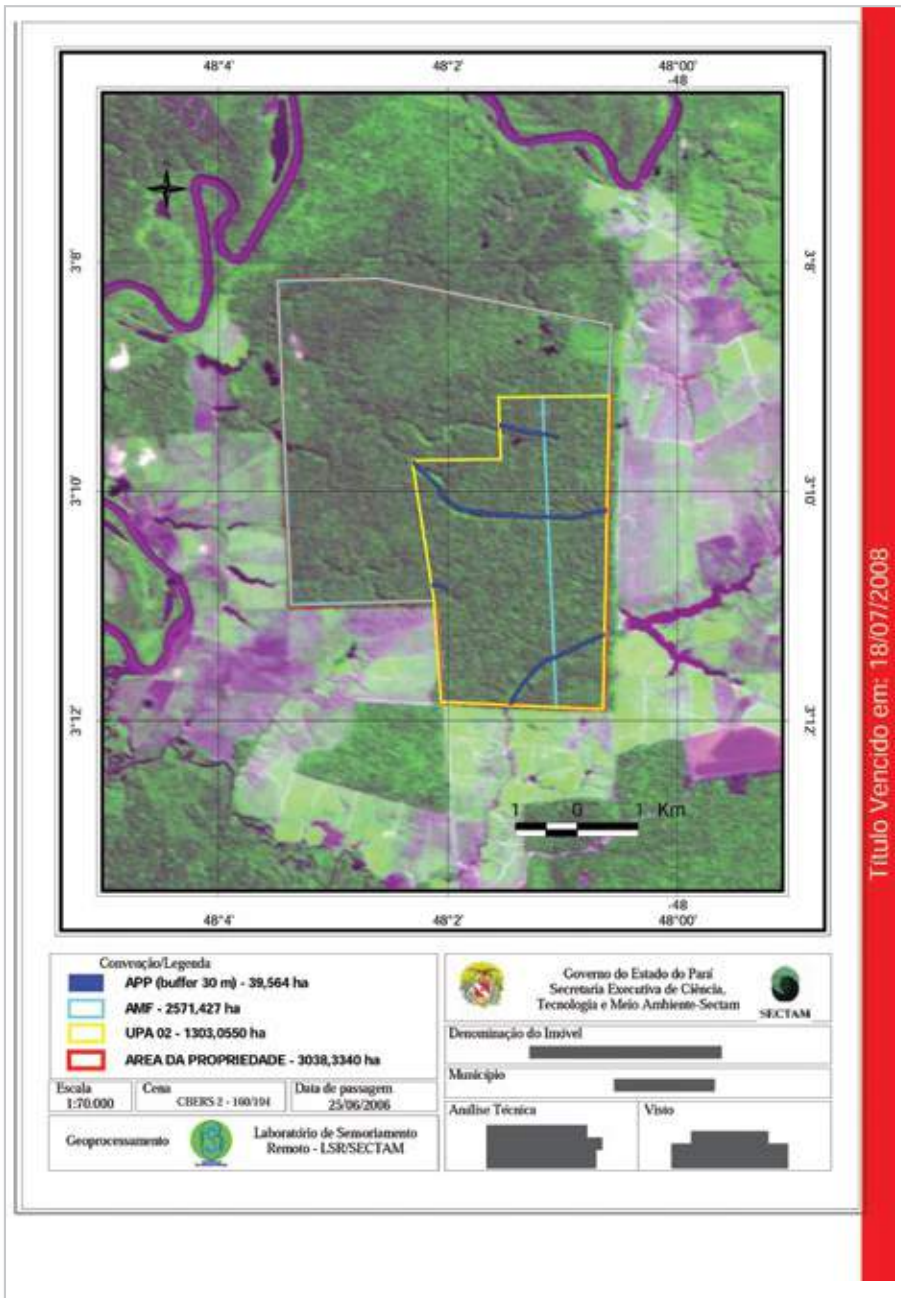 48°4' 48°2' 48°00'
-48
3°8' 3°8'
3°10' 3°10'
3°12' 3°12'
1 0 1 Km
-48
48°4' 48°2' 48°00'
Título Vencido em: 18/07/2008
Convenção/Legenda
APP (buffer 30 m) - 39,564 ha
AMF - 2571,427 ha
UPA 02 - 1303,0550 ha
AREA DA PROPRIEDADE - 3038,3340 ha
Escala
1:70.000
Cena
CBERS 2 - 160/104
Data de passagem
25/06/2006
Geoprocessamento
Laboratório de Sensoriamento
Remoto - LSR/SECTAM
Governo do Estado do Pará
Secretaria Executiva de Ciência,
Tecnologia e Meio Ambiente-Sectam
SECTAM
Denominação do Imóvel
Município
Análise Técnica
Visto